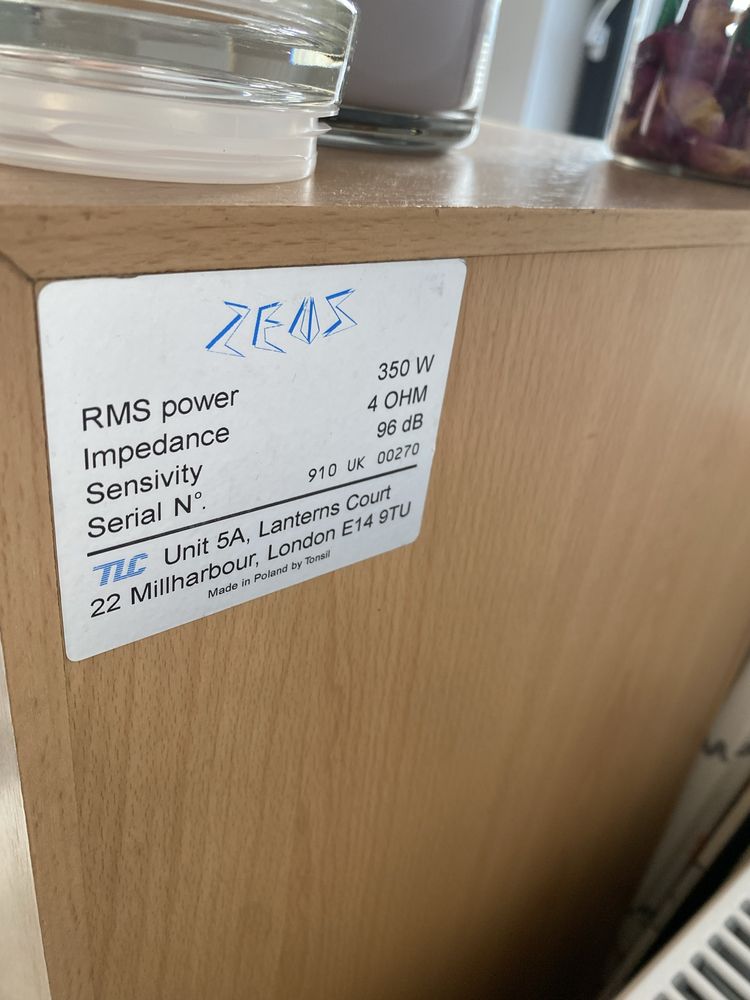 ZEUS
RMS power 350 W
Impedance 4 OHM
Sensivity 96 dB
Serial Nº. 910 UK 00270
TLC Unit 5A, Lanterns Court
22 Millharbour, London E14 9TU
Made in Poland by Tonsil